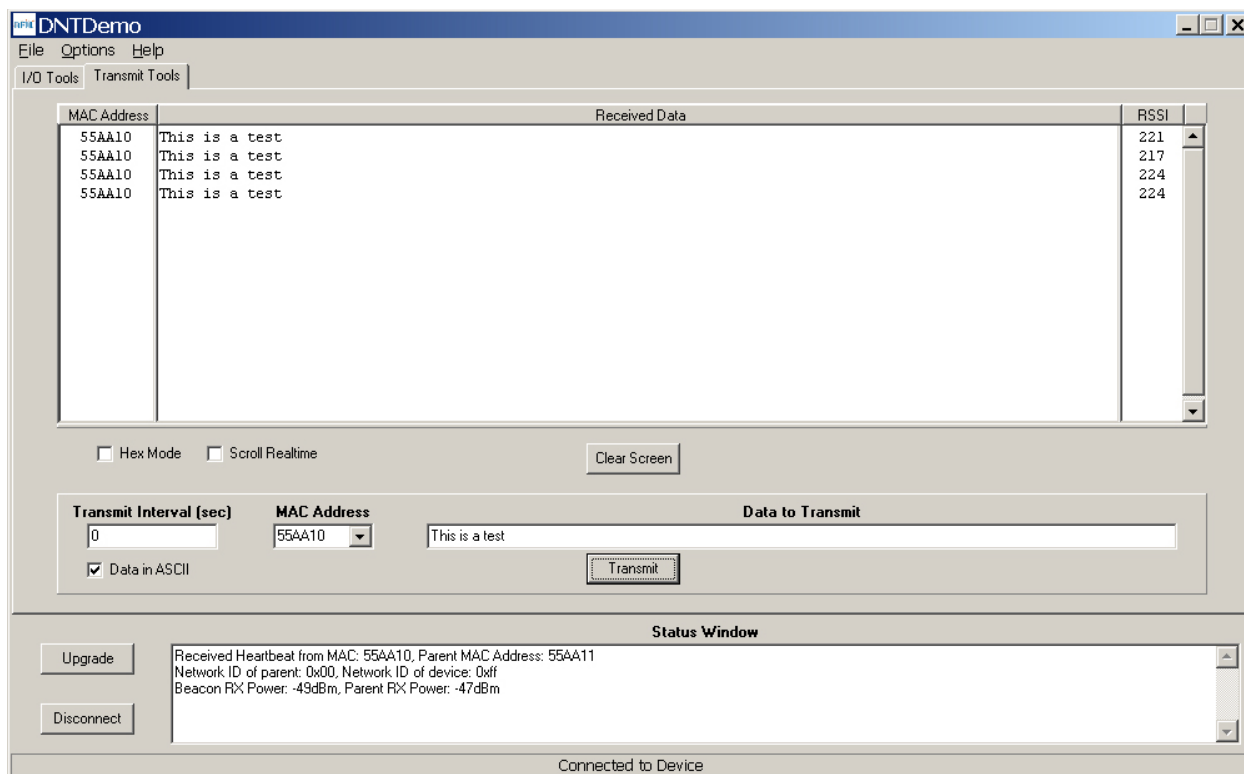 RFM DNTDemo
File Options Help
I/O Tools Transmit Tools
MAC Address Received Data RSSI
55AA10 This is a test 221
55AA10 This is a test 217
55AA10 This is a test 224
55AA10 This is a test 224
Hex Mode Scroll Realtime Clear Screen
Transmit Interval (sec) MAC Address Data to Transmit
0 55AA10 This is a test
Data in ASCII Transmit
Status Window
Upgrade
Received Heartbeat from MAC: 55AA10, Parent MAC Address: 55AA11
Network ID of parent: 0x00, Network ID of device: 0xff
Beacon RX Power: -49dBm, Parent RX Power: -47dBm
Disconnect
Connected to Device